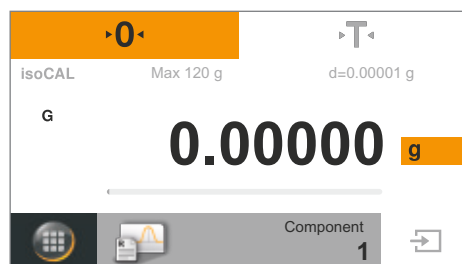 0 T
isoCAL Max 120 g d=0.00001 g
G
0.00000 g
R
Component
1